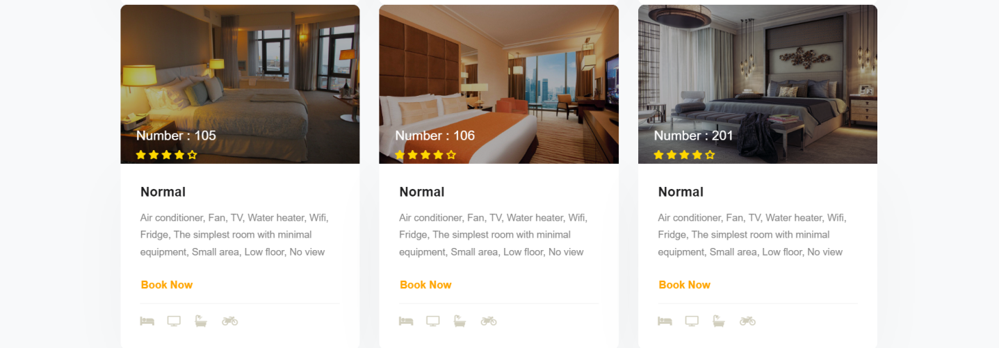 Number : 105
Number : 106
Number : 201
Normal
Air conditioner, Fan, TV, Water heater, Wifi,
Fridge, The simplest room with minimal
equipment, Small area, Low floor, No view
Book Now
Normal
Air conditioner, Fan, TV, Water heater, Wifi,
Fridge, The simplest room with minimal
equipment, Small area, Low floor, No view
Book Now
Normal
Air conditioner, Fan, TV, Water heater, Wifi,
Fridge, The simplest room with minimal
equipment, Small area, Low floor, No view
Book Now